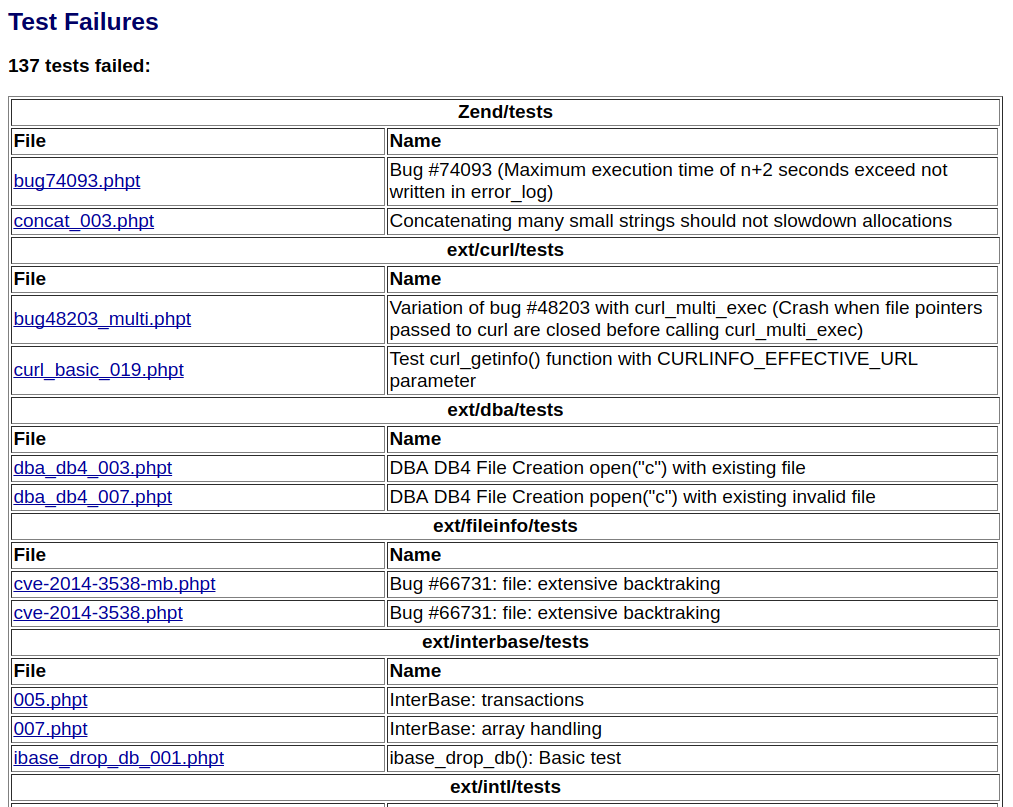 Test Failures
137 tests failed:
Zend/tests
File Name
bug74093.phpt Bug #74093 (Maximum execution time of n+2 seconds exceed not
written in error_log)
concat_003.phpt Concatenating many small strings should not slowdown allocations
ext/curl/tests
File Name
bug48203_multi.phpt Variation of bug #48203 with curl_multi_exec (Crash when file pointers
passed to curl are closed before calling curl_multi_exec)
curl_basic_019.phpt Test curl_getinfo() function with CURLINFO_EFFECTIVE_URL
parameter
ext/dba/tests
File Name
dba_db4_003.phpt DBA DB4 File Creation open("c") with existing file
dba_db4_007.phpt DBA DB4 File Creation popen("c") with existing invalid file
ext/fileinfo/tests
File Name
cve-2014-3538-mb.phpt Bug #66731: file: extensive backtraking
cve-2014-3538.phpt Bug #66731: file: extensive backtraking
ext/interbase/tests
File Name
005.phpt InterBase: transactions
007.phpt InterBase: array handling
ibase_drop_db_001.phpt ibase_drop_db(): Basic test
ext/intl/tests